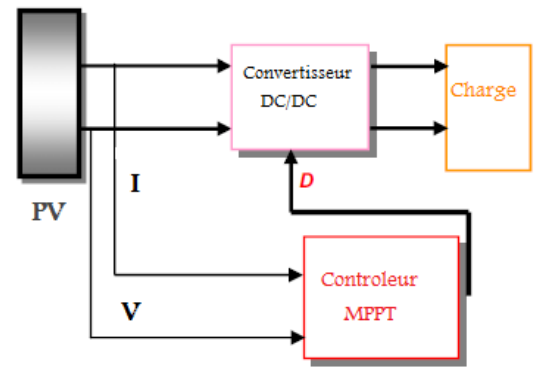 Convertisseur
DC/DC
Charge
PV
I
D
V
Controleur
MPPT